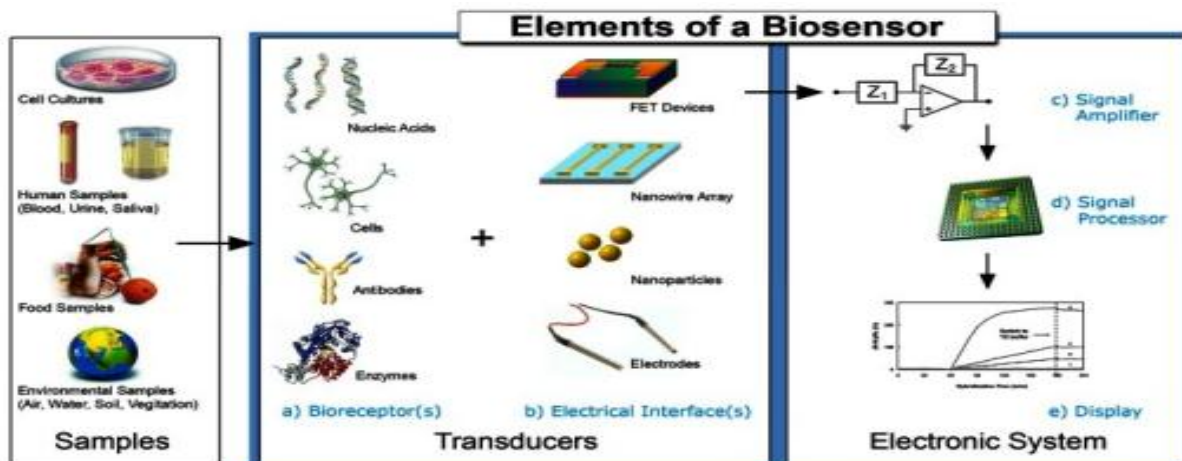 Elements of a Biosensor
Cell Cultures
Human Samples
(Blood, Urine, Saliva)
Food Samples
Environmental Samples
(Air, Water, Soil, Vegitation)
Samples
Nucleic Acids
Cells
Antibodies
Enzymes
a) Bioreceptor(s)
+
FET Devices
Nanowire Array
Nanoparticles
Electrodes
b) Electrical Interface(s)
Transducers
Z1
Z2
c) Signal
Amplifier
d) Signal
Processor
e) Display
Electronic System